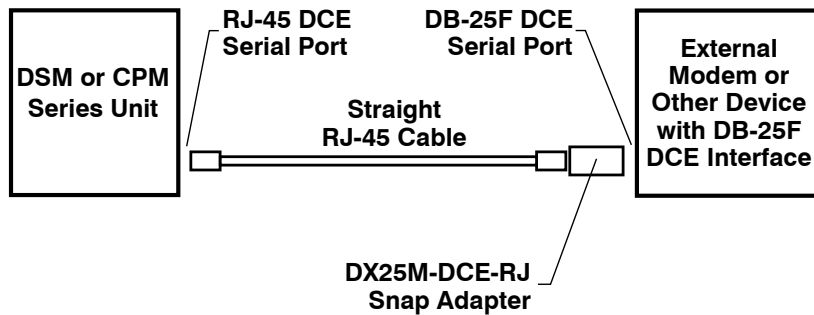 RJ-45 DCE
Serial Port
DB-25F DCE
Serial Port
DSM or CPM
Series Unit
Straight
RJ-45 Cable
External
Modem or
Other Device
with DB-25F
DCE Interface
DX25M-DCE-RJ
Snap Adapter